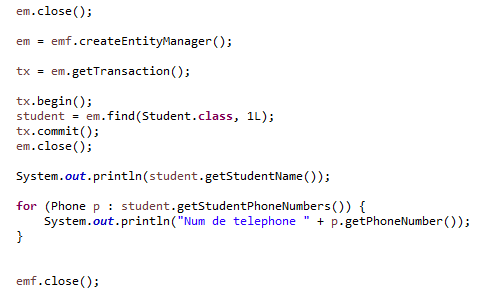 em.close();
em = emf.createEntityManager();
tx = em.getTransaction();
tx.begin();
student = em.find(Student.class, 1L);
tx.commit();
em.close();
System.out.println(student.getStudentName());
for (Phone p : student.getStudentPhoneNumbers()) {
System.out.println("Num de telephone " + p.getPhoneNumber());
}
emf.close();